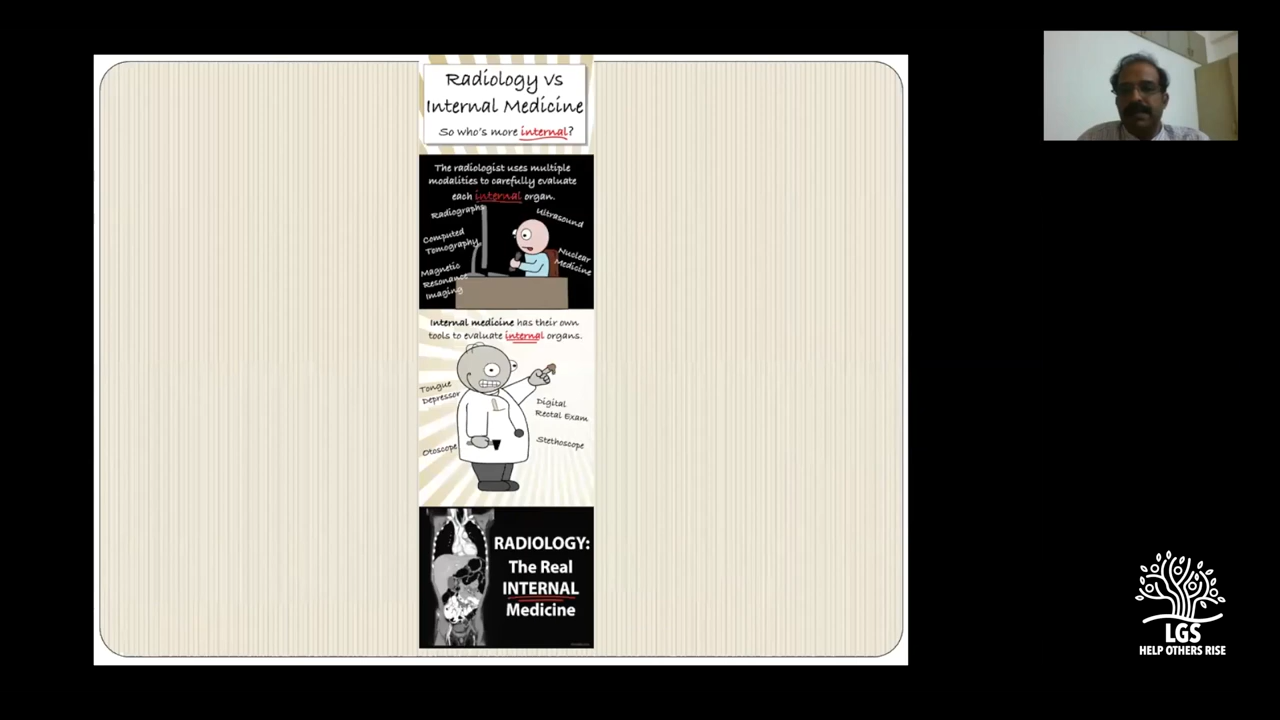 Radiology vs
Internal Medicine
So who's more internal?
The radiologist uses multiple
modalities to carefully evaluate
each internal organ.
Radiographs
Ultrasound
Computed
Tomography
Nuclear
Medicine
Magnetic
Resonance
Imaging
Internal medicine has their own
tools to evaluate internal organs.
Tongue
Depressor
Digital
Rectal Exam
Otoscope
Stethoscope
RADIOLOGY:
The Real
INTERNAL
Medicine
LGS
HELP OTHERS RISE